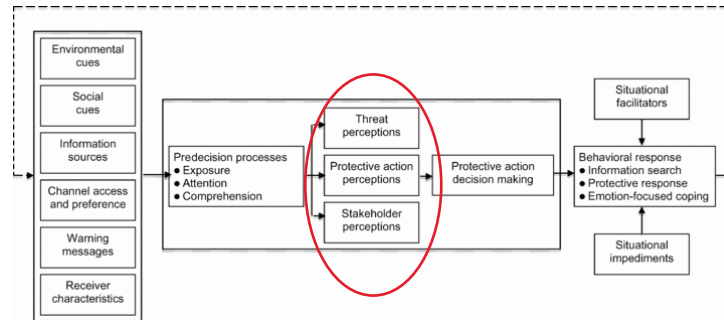 Environmental
cues
Social
cues
Information
sources
Channel access
and preference
Warning
messages
Receiver
characteristics
Predecision processes
● Exposure
● Attention
● Comprehension
Threat
perceptions
Protective action
perceptions
Stakeholder
perceptions
Protective action
decision making
Situational
facilitators
Behavioral response
● Information search
● Protective response
● Emotion-focused coping
Situational
impediments